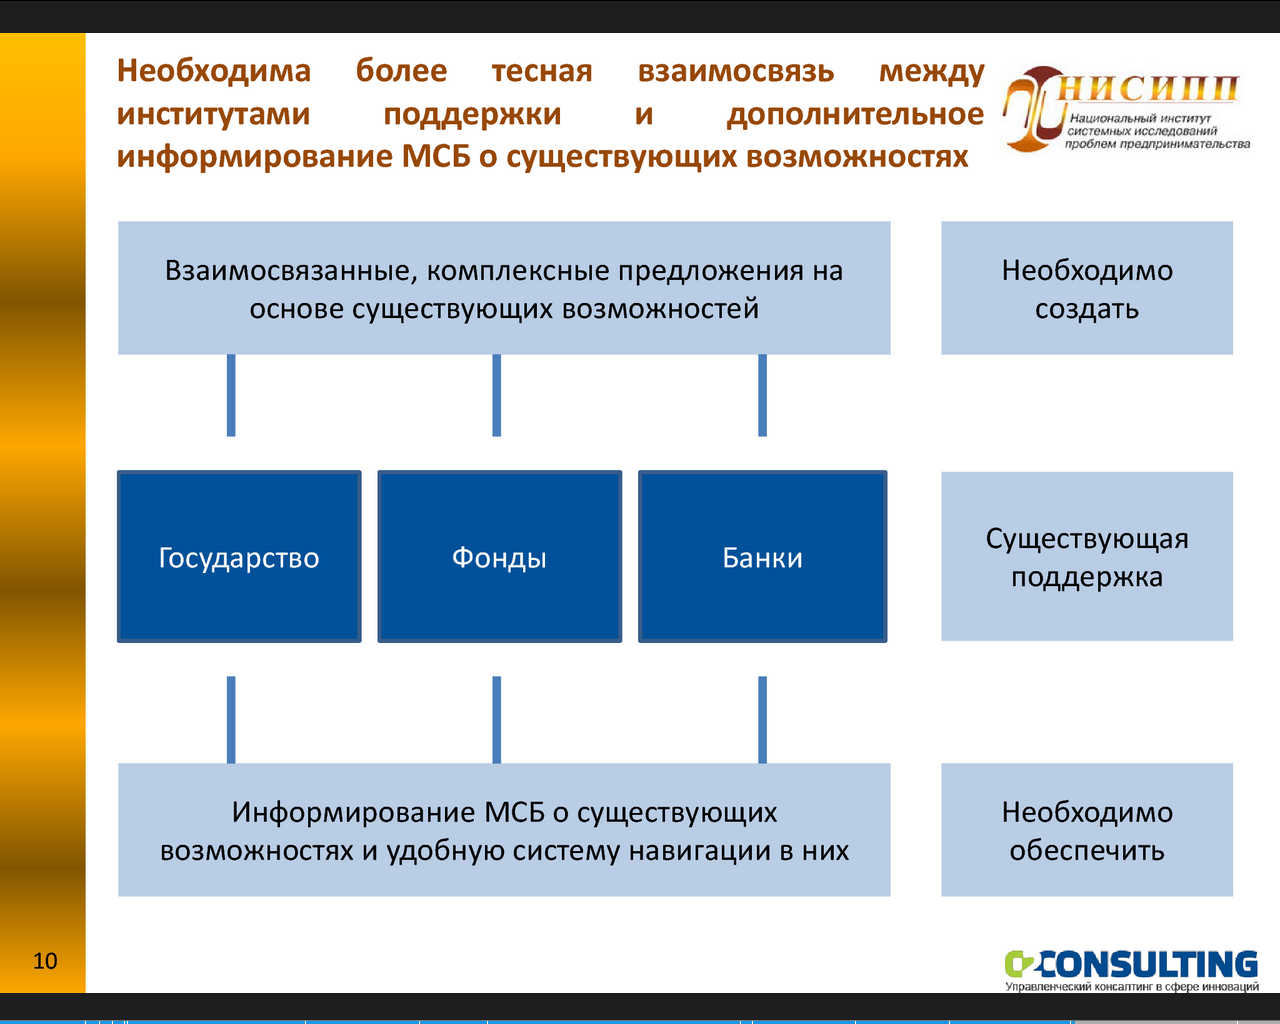 Необходима более тесная взаимосвязь между
институтами поддержки и дополнительное
информирование МСБ о существующих возможностях
НИСИПП
Национальный институт
системных исследований
проблем предпринимательства
Взаимосвязанные, комплексные предложения на
основе существующих возможностей
Необходимо
создать
Государство
Фонды
Банки
Существующая
поддержка
Информирование МСБ о существующих
возможностях и удобную систему навигации в них
Необходимо
обеспечить
10
CONSULTING
Управленческий консалтинг в сфере инноваций